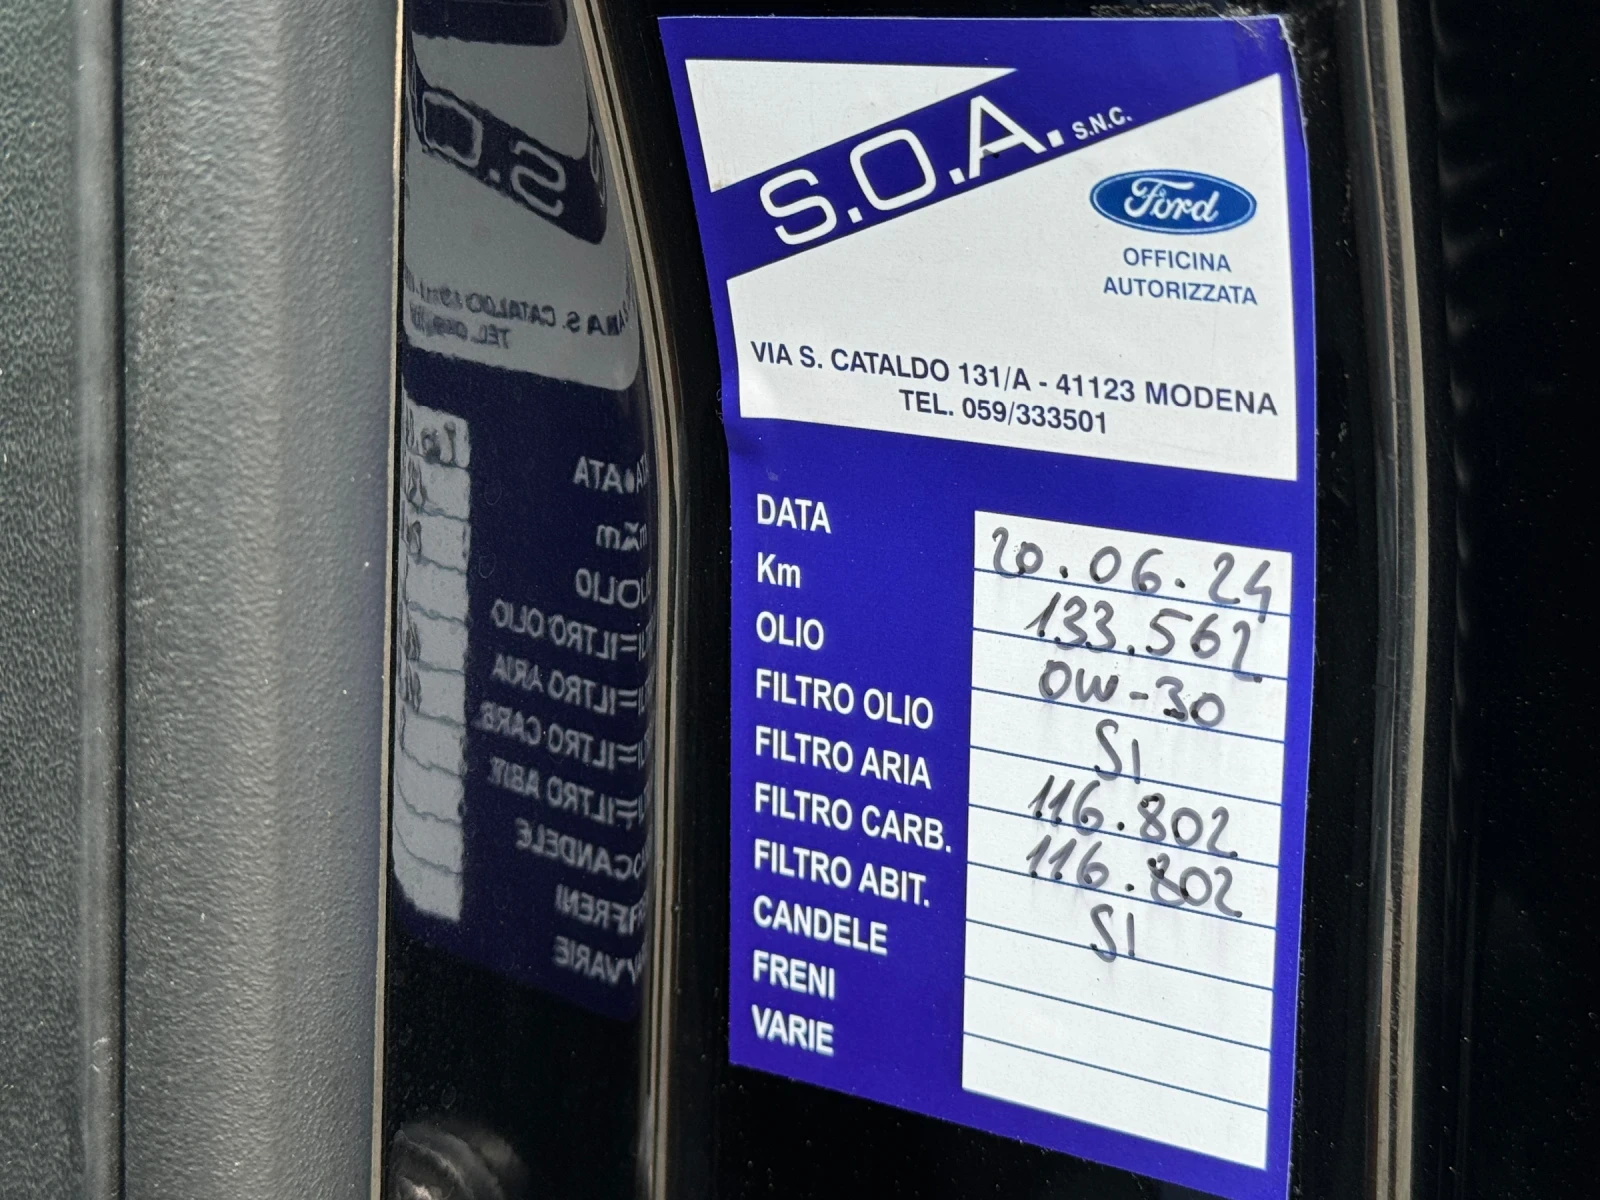 S.O.A. S.N.C.
Ford
OFFICINA
AUTORIZZATA
VIA S. CATALDO 131/A - 41123 MODENA
TEL. 059/333501
DATA 20.06.24
Km 133.562
OLIO 0W-30
FILTRO OLIO SI
FILTRO ARIA 116.802
FILTRO CARB. 116.802
FILTRO ABIT. SI
CANDELE
FRENI
VARIE